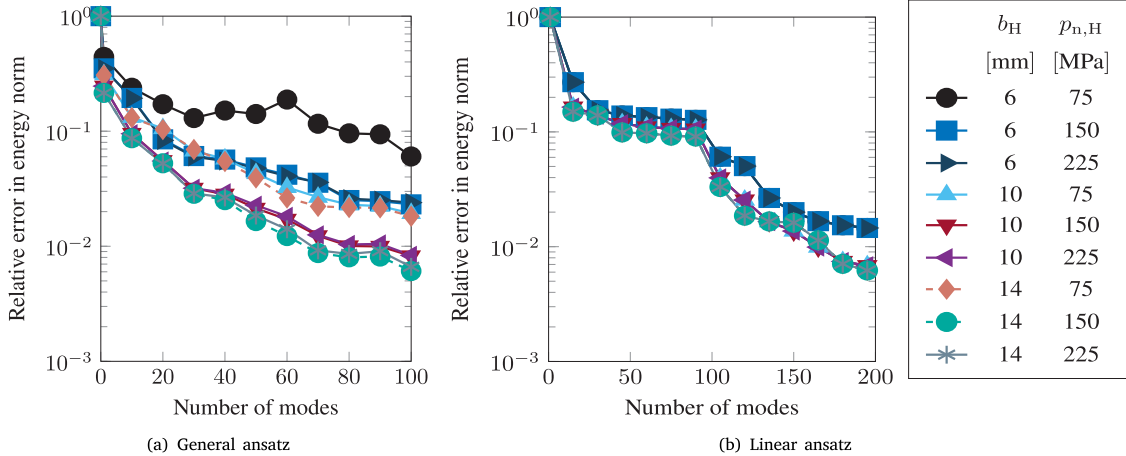 10^0
10^-1
10^-2
10^-3
0 20 40 60 80 100
Relative error in energy norm
Number of modes
(a) General ansatz
10^0
10^-1
10^-2
10^-3
0 50 100 150 200
Relative error in energy norm
Number of modes
(b) Linear ansatz
b_H p_n,H
[mm] [MPa]
6 75
6 150
6 225
10 75
10 150
10 225
14 75
14 150
14 225